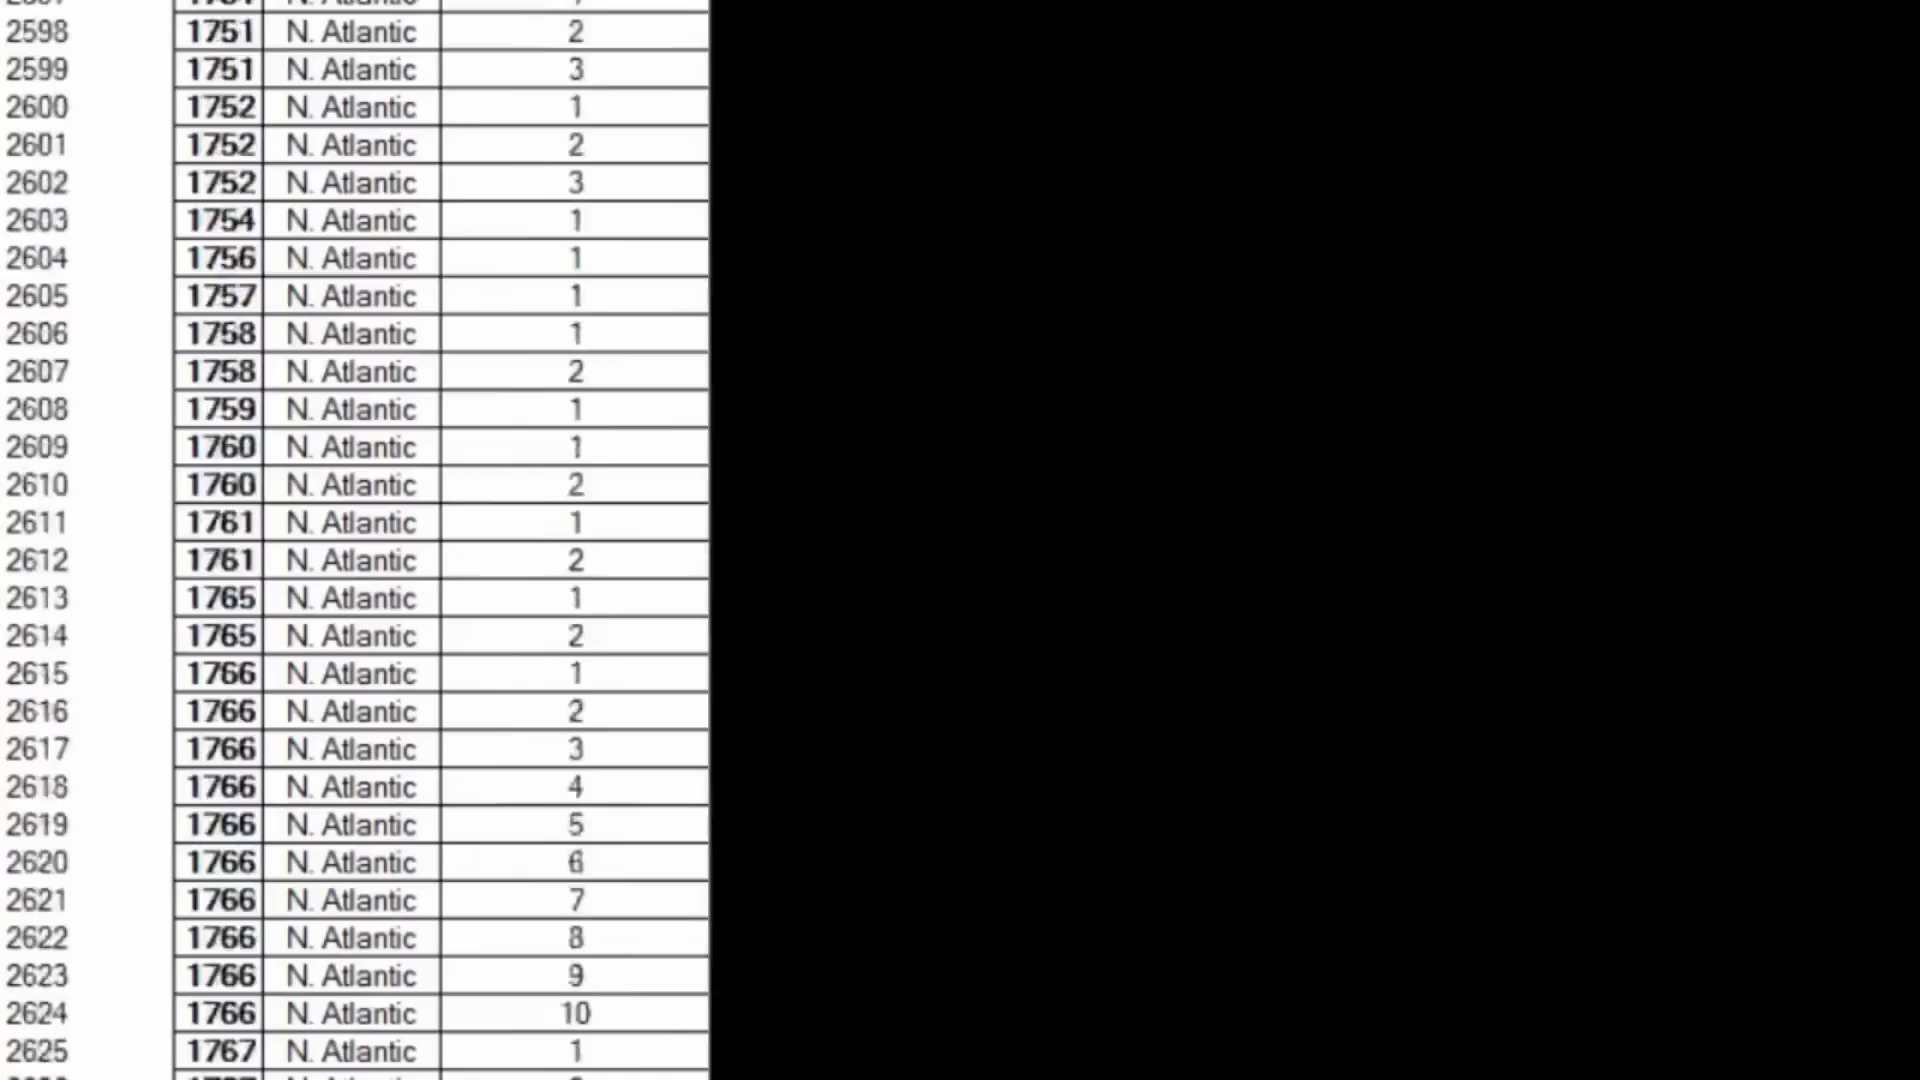 2598 1751 N. Atlantic 2
2599 1751 N. Atlantic 3
2600 1752 N. Atlantic 1
2601 1752 N. Atlantic 2
2602 1752 N. Atlantic 3
2603 1754 N. Atlantic 1
2604 1756 N. Atlantic 1
2605 1757 N. Atlantic 1
2606 1758 N. Atlantic 1
2607 1758 N. Atlantic 2
2608 1759 N. Atlantic 1
2609 1760 N. Atlantic 1
2610 1760 N. Atlantic 2
2611 1761 N. Atlantic 1
2612 1761 N. Atlantic 2
2613 1765 N. Atlantic 1
2614 1765 N. Atlantic 2
2615 1766 N. Atlantic 1
2616 1766 N. Atlantic 2
2617 1766 N. Atlantic 3
2618 1766 N. Atlantic 4
2619 1766 N. Atlantic 5
2620 1766 N. Atlantic 6
2621 1766 N. Atlantic 7
2622 1766 N. Atlantic 8
2623 1766 N. Atlantic 9
2624 1766 N. Atlantic 10
2625 1767 N. Atlantic 1